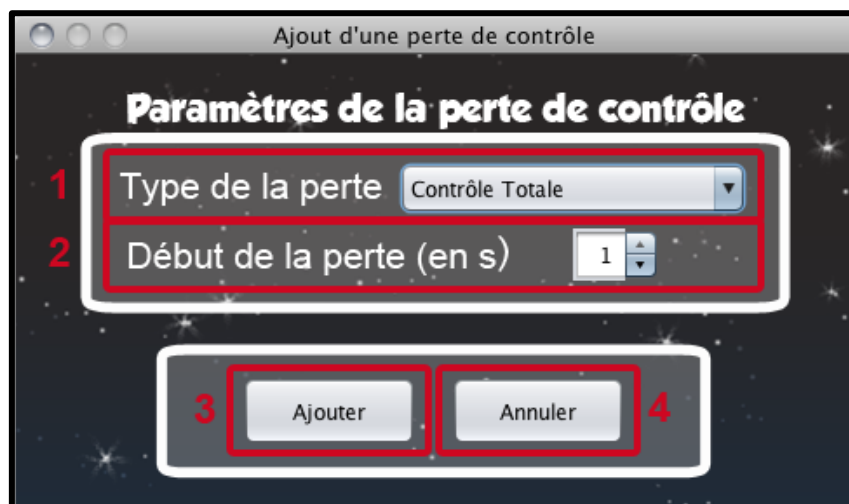 Ajout d'une perte de contrôle
Paramètres de la perte de contrôle
1 Type de la perte Contrôle Totale
2 Début de la perte (en s) 1
3 Ajouter Annuler 4